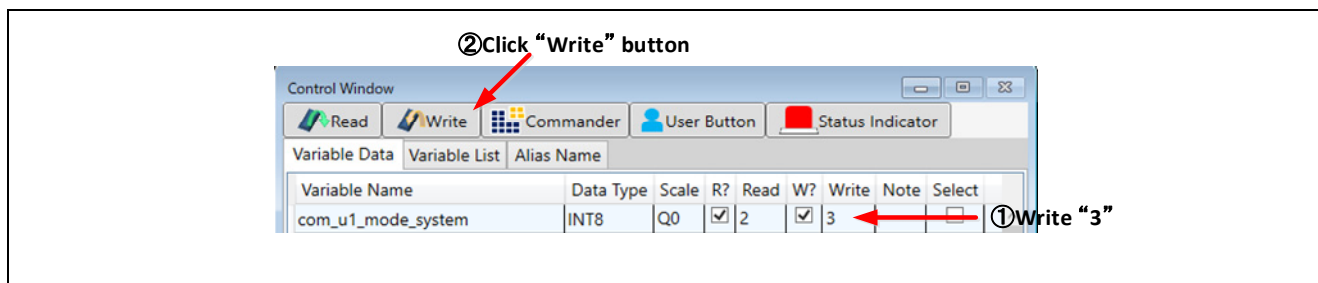 ②Click “Write” button
Control Window
Read Write Commander User Button Status Indicator
Variable Data Variable List Alias Name
Variable Name Data Type Scale R? Read W? Write Note Select
com_u1_mode_system INT8 Q0 2 3
①Write “3”